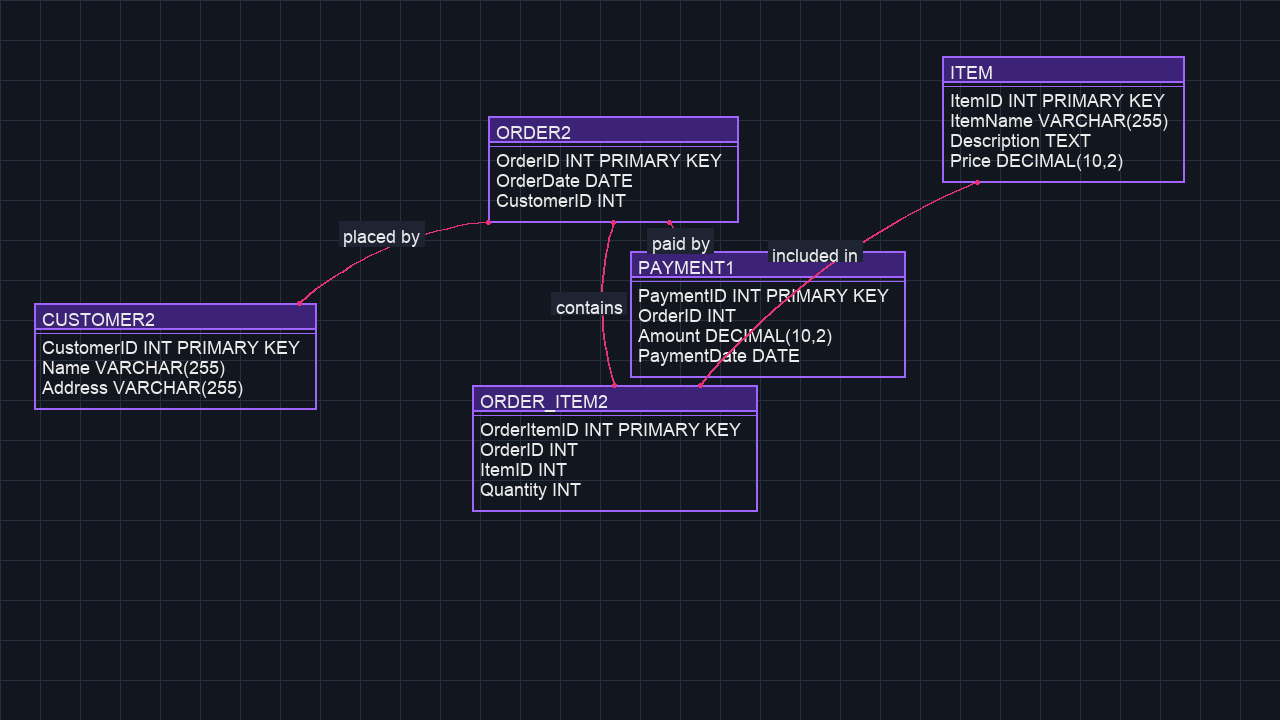 ITEM
ItemID INT PRIMARY KEY
ItemName VARCHAR(255)
Description TEXT
Price DECIMAL(10,2)
ORDER2
OrderID INT PRIMARY KEY
OrderDate DATE
CustomerID INT
placed by
paid by
included in
contains
PAYMENT1
PaymentID INT PRIMARY KEY
OrderID INT
Amount DECIMAL(10,2)
PaymentDate DATE
CUSTOMER2
CustomerID INT PRIMARY KEY
Name VARCHAR(255)
Address VARCHAR(255)
ORDER_ITEM2
OrderItemID INT PRIMARY KEY
OrderID INT
ItemID INT
Quantity INT